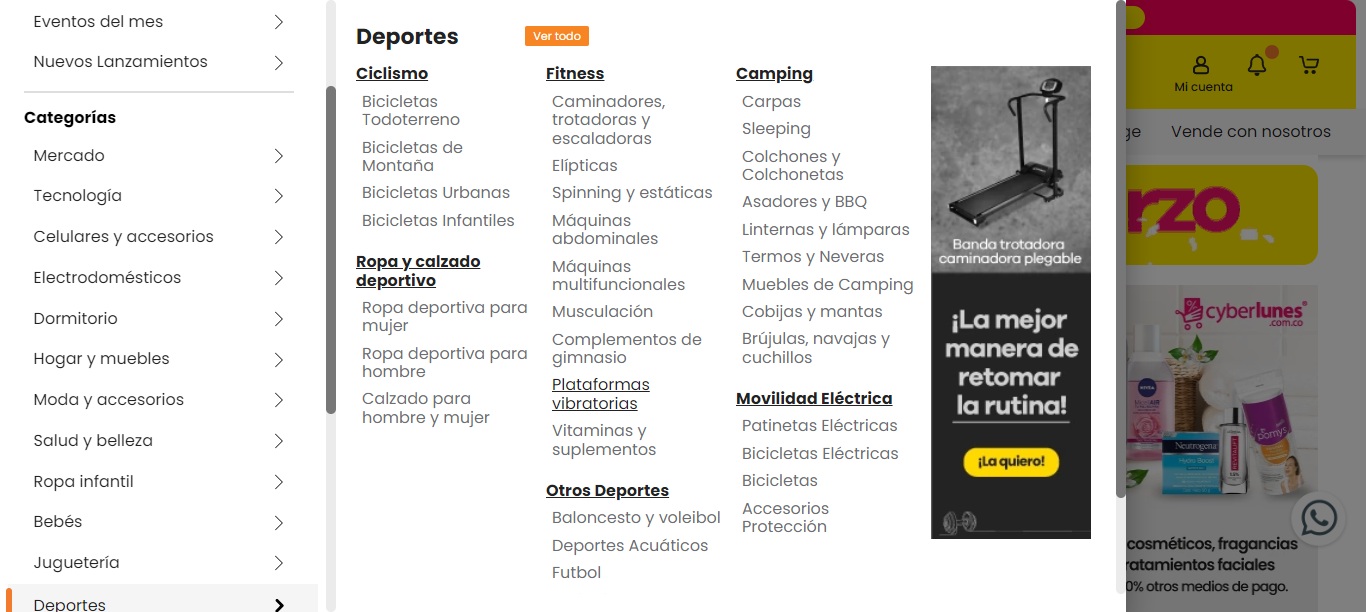 Eventos del mes
Nuevos Lanzamientos
Categorías
Mercado
Tecnología
Celulares y accesorios
Electrodomésticos
Dormitorio
Hogar y muebles
Moda y accesorios
Salud y belleza
Ropa infantil
Bebés
Juguetería
Deportes
Deportes
Ver todo
Ciclismo
Bicicletas
Todoterreno
Bicicletas de
Montaña
Bicicletas Urbanas
Bicicletas Infantiles
Ropa y calzado
deportivo
Ropa deportiva para
mujer
Ropa deportiva para
hombre
Calzado para
hombre y mujer
Fitness
Caminadores,
trotadoras y
escaladoras
Elípticas
Spinning y estáticas
Máquinas
abdominales
Máquinas
multifuncionales
Musculación
Complementos de
gimnasio
Plataformas
vibratorias
Vitaminas y
suplementos
Otros Deportes
Baloncesto y voleibol
Deportes Acuáticos
Futbol
Camping
Carpas
Sleeping
Colchones y
Colchonetas
Asadores y BBQ
Linternas y lámparas
Termos y Neveras
Muebles de Camping
Cobijas y mantas
Brújulas, navajas y
cuchillos
Movilidad Eléctrica
Patinetas Eléctricas
Bicicletas Eléctricas
Bicicletas
Accesorios
Protección
Banda trotadora
caminadora plegable
¡La mejor
manera de
retomar
la rutina!
¡La quiero!
Mi cuenta
ge
Vende con nosotros
rzo
cyberlunes®
.com.co
NIVEA
Neutrogena
Hydro Boost
REVITALIFT
pomys
cosméticos, fragancias
ratamientos faciales
0% otros medios de pago.